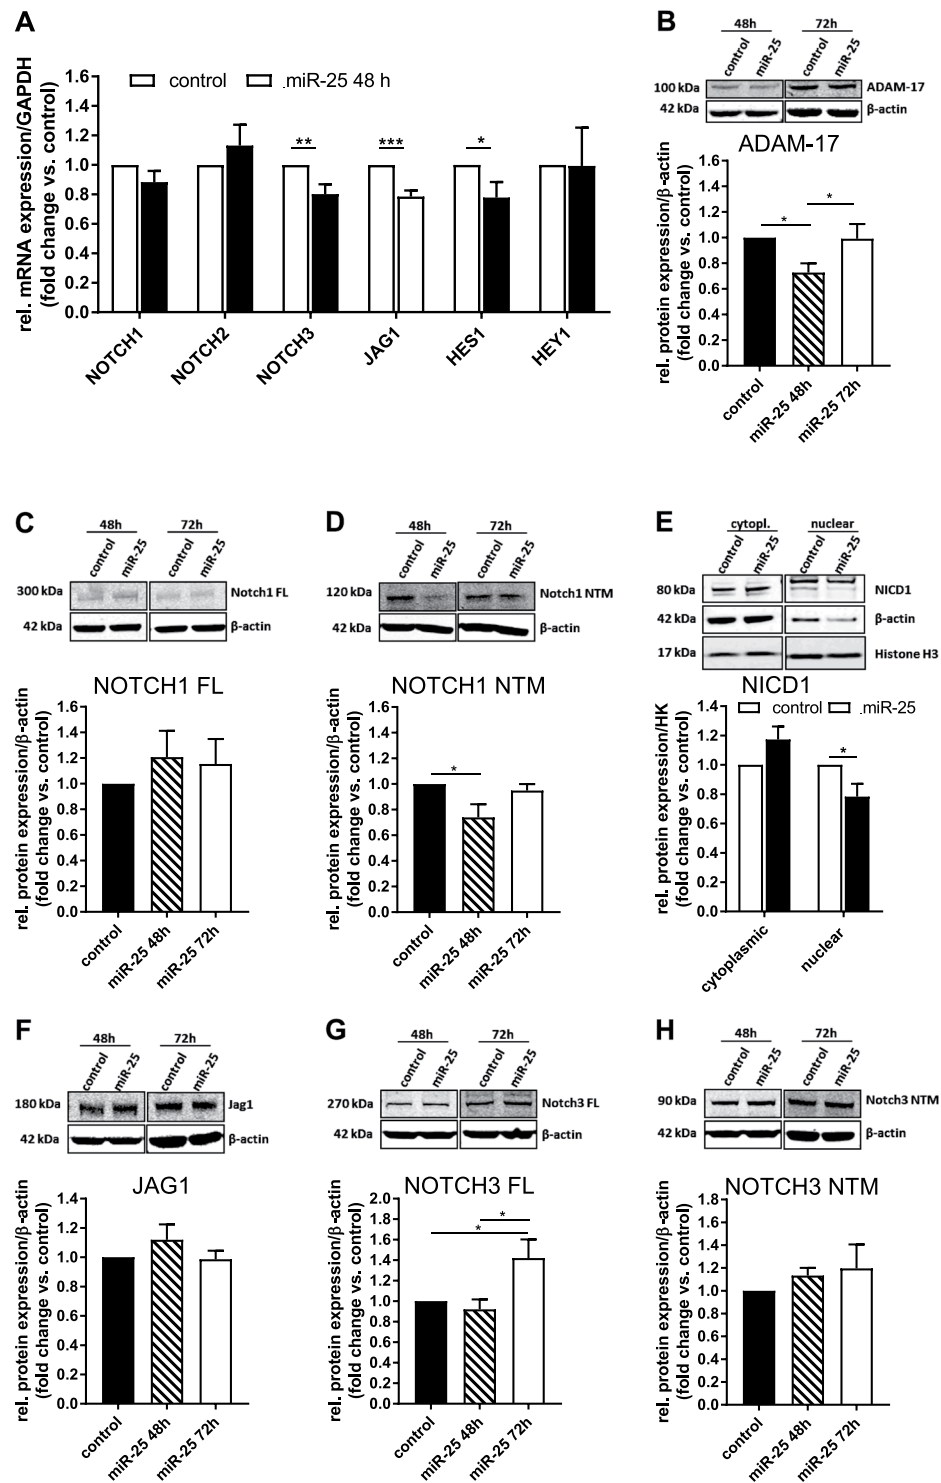 A
rel. mRNA expression/GAPDH
(fold change vs. control)
control
.miR-25 48 h
1.6
1.4
1.2
1.0
0.8
0.6
0.4
0.2
0.0
**
***
*
NOTCH1
NOTCH2
NOTCH3
JAG1
HES1
HEY1
B
48h
72h
control
miR-25
control
miR-25
100 kDa
ADAM-17
42 kDa
β-actin
ADAM-17
rel. protein expression/β-actin
(fold change vs. control)
1.6
1.4
1.2
1.0
0.8
0.6
0.4
0.2
0.0
*
*
control
miR-25 48h
miR-25 72h
C
48h
72h
control
miR-25
control
miR-25
300 kDa
Notch1 FL
42 kDa
β-actin
NOTCH1 FL
rel. protein expression/β-actin
(fold change vs. control)
1.6
1.4
1.2
1.0
0.8
0.6
0.4
0.2
0.0
control
miR-25 48h
miR-25 72h
D
48h
72h
control
miR-25
control
miR-25
120 kDa
Notch1 NTM
42 kDa
β-actin
NOTCH1 NTM
rel. protein expression/β-actin
(fold change vs. control)
1.6
1.4
1.2
1.0
0.8
0.6
0.4
0.2
0.0
*
control
miR-25 48h
miR-25 72h
E
cytopl.
nuclear
control
miR-25
control
miR-25
80 kDa
NICD1
42 kDa
β-actin
17 kDa
Histone H3
NICD1
control
.miR-25
rel. protein expression/HK
(fold change vs. control)
1.4
1.2
1.0
0.8
0.6
0.4
0.2
0.0
*
cytoplasmic
nuclear
F
48h
72h
control
miR-25
control
miR-25
180 kDa
Jag1
42 kDa
β-actin
JAG1
rel. protein expression/β-actin
(fold change vs. control)
1.4
1.2
1.0
0.8
0.6
0.4
0.2
0.0
control
miR-25 48h
miR-25 72h
G
48h
72h
control
miR-25
control
miR-25
270 kDa
Notch3 FL
42 kDa
β-actin
NOTCH3 FL
rel. protein expression/β-actin
(fold change vs. control)
2.0
1.8
1.6
1.4
1.2
1.0
0.8
0.6
0.4
0.2
0.0
*
*
control
miR-25 48h
miR-25 72h
H
48h
72h
control
miR-25
control
miR-25
90 kDa
Notch3 NTM
42 kDa
β-actin
NOTCH3 NTM
rel. protein expression/β-actin
(fold change vs. control)
1.8
1.6
1.4
1.2
1.0
0.8
0.6
0.4
0.2
0.0
control
miR-25 48h
miR-25 72h